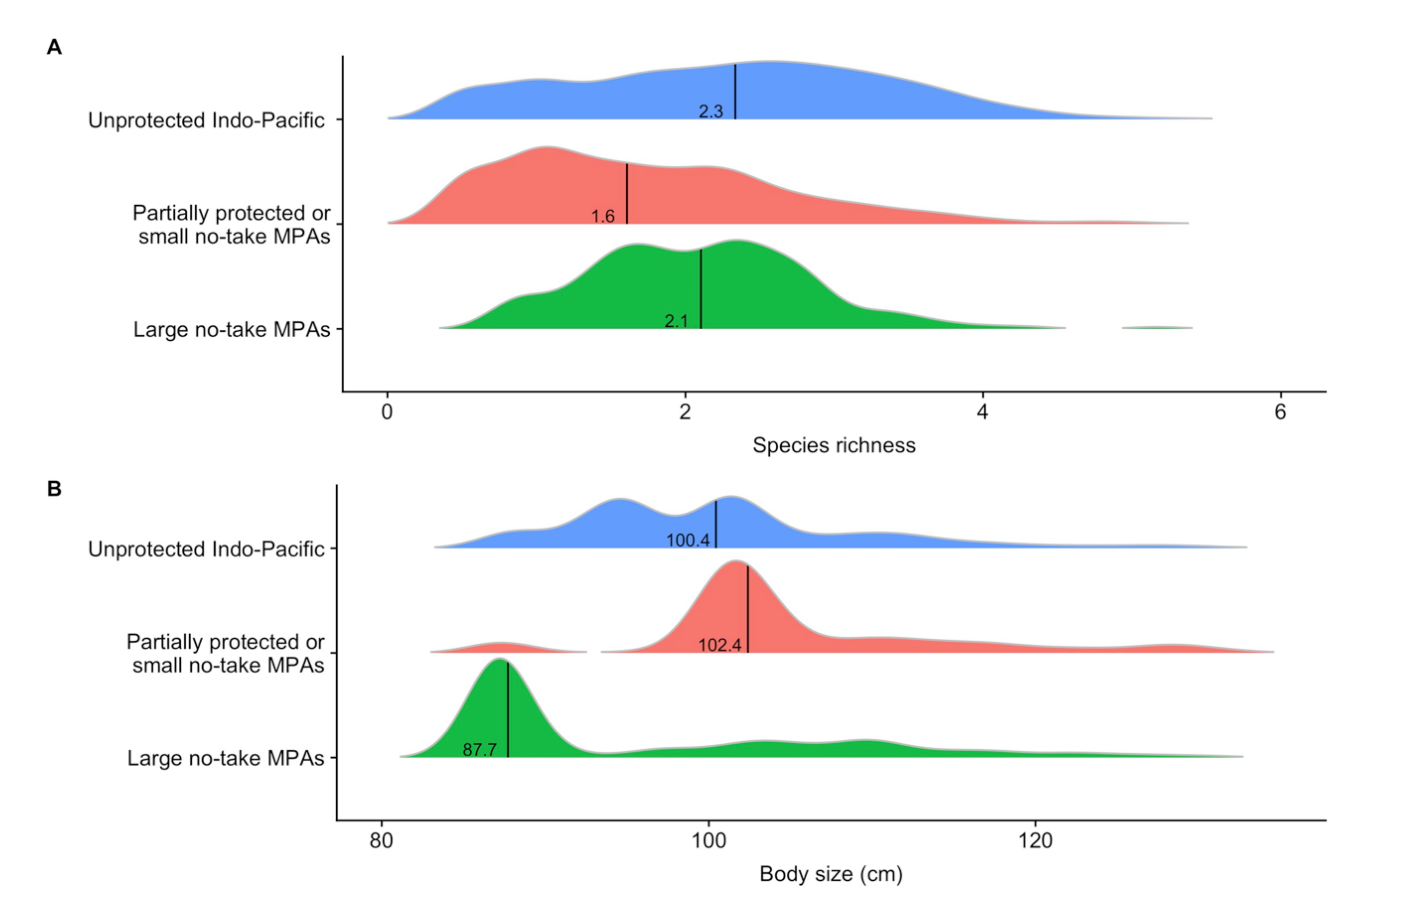 A
Unprotected Indo-Pacific
2.3
Partially protected or
small no-take MPAs
1.6
Large no-take MPAs
2.1
0 2 4 6
Species richness
B
Unprotected Indo-Pacific
100.4
Partially protected or
small no-take MPAs
102.4
Large no-take MPAs
87.7
80 100 120
Body size (cm)